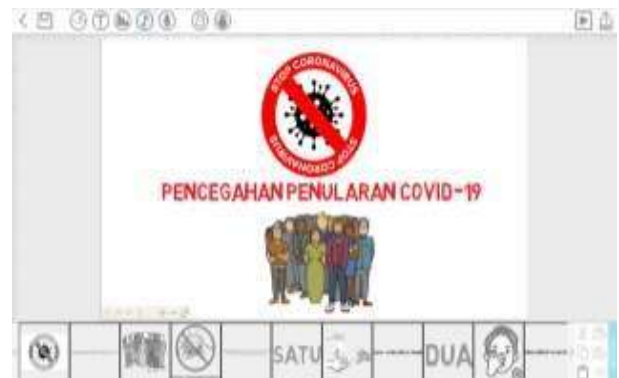 STOP CORONAVIRUS
STOP CORONAVIRUS
PENCEGAHAN PENULARAN COVID-19
SATU
DUA